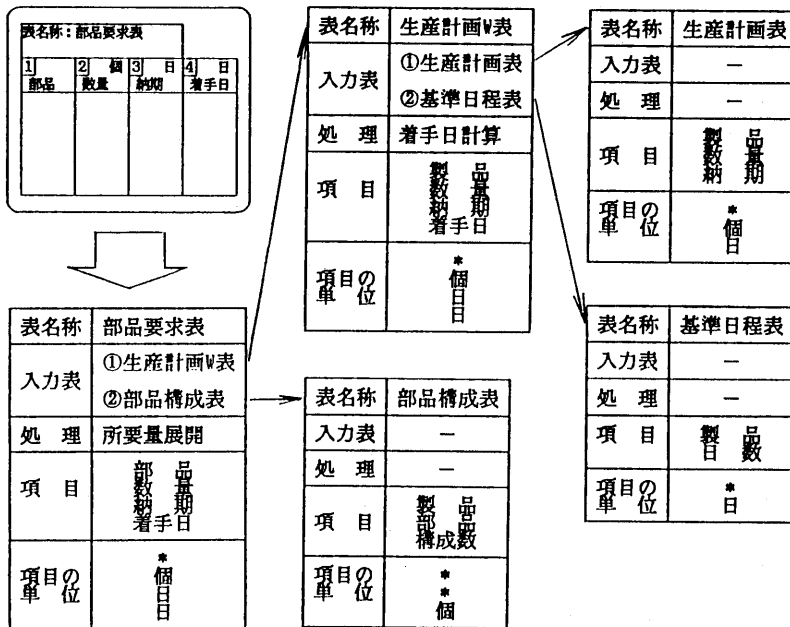 表名称:部品要求表
1 2 個 3 日 4 日
部品 数量 納期 着手日
表名称 部品要求表
入力表 ①生産計画W表
②部品構成表
処 理 所要量展開
項 目 部 品
数 量
納 期
着手日
項目の単 位 *
個
日
日
表名称 生産計画W表
入力表 ①生産計画表
②基準日程表
処 理 着手日計算
項 目 製 品
数 量
納 期
着手日
項目の単 位 *
個
日
日
表名称 部品構成表
入力表 -
処 理 -
項 目 製 品
部 品
構成数
項目の単 位 *
*
個
表名称 生産計画表
入力表 -
処 理 -
項 目 製 品
数 量
納 期
項目の単 位 *
個
日
表名称 基準日程表
入力表 -
処 理 -
項 目 製 品
日 数
項目の単 位 *
日